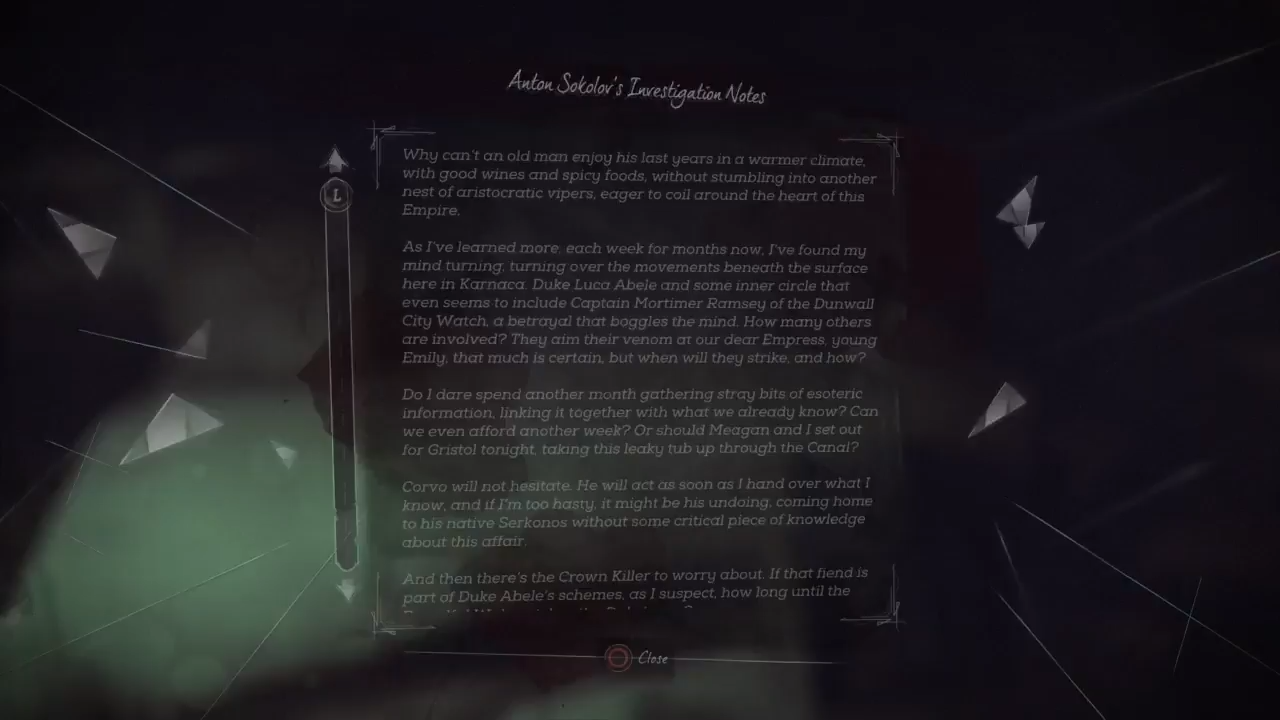 Anton Sokolov's Investigation Notes
Why can't an old man enjoy his last years in a warmer climate,
with good wines and spicy foods, without stumbling into another
nest of aristocratic vipers, eager to coil around the heart of this
Empire.
As I've learned more, each week for months now, I've found my
mind turning, turning over the movements beneath the surface
here in Karnaca. Duke Luca Abele and some inner circle that
even seems to include Captain Mortimer Ramsey of the Dunwall
City Watch, a betrayal that boggles the mind. How many others
are involved? They aim their venom at our dear Empress, young
Emily, that much is certain, but when will they strike, and how?
Do I dare spend another month gathering stray bits of esoteric
information, linking it together with what we already know? Can
we even afford another week? Or should Meagan and I set out
for Gristol tonight, taking this leaky tub up through the Canal?
Corvo will not hesitate. He will act as soon as I hand over what I
know, and if I'm too hasty, it might be his undoing, coming home
to his native Serkonos without some critical piece of knowledge
about this affair.
And then there's the Crown Killer to worry about. If that fiend is
part of Duke Abele's schemes, as I suspect, how long until the
L
Close